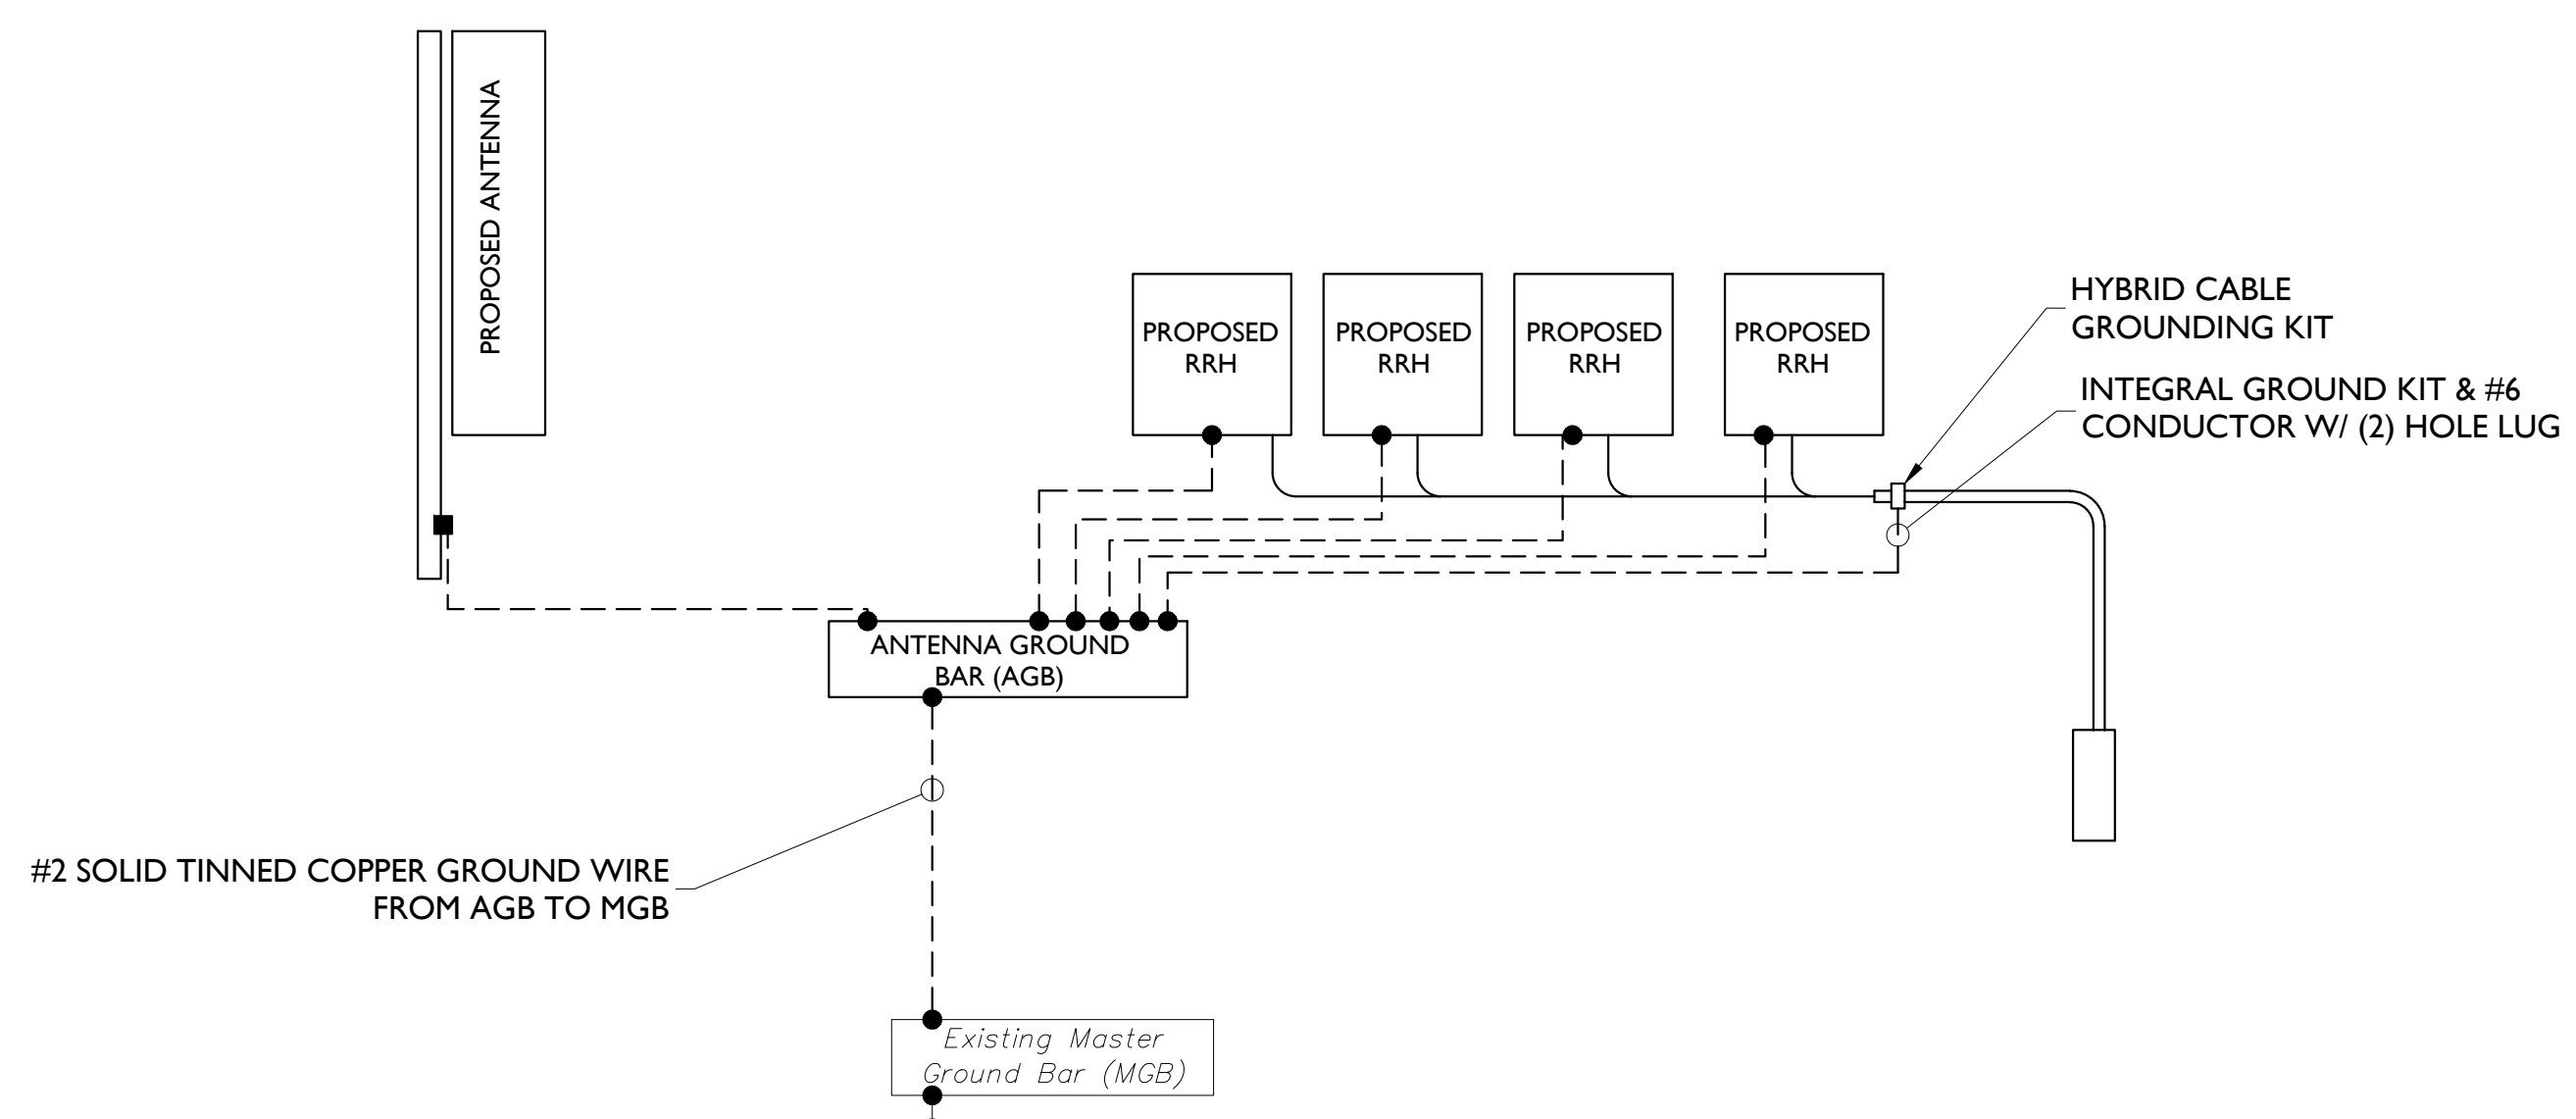 PROPOSED ANTENNA
PROPOSED
RRH
PROPOSED
RRH
PROPOSED
RRH
PROPOSED
RRH
HYBRID CABLE
GROUNDING KIT
INTEGRAL GROUND KIT & #6
CONDUCTOR W/ (2) HOLE LUG
ANTENNA GROUND
BAR (AGB)
#2 SOLID TINNED COPPER GROUND WIRE
FROM AGB TO MGB
Existing Master
Ground Bar (MGB)